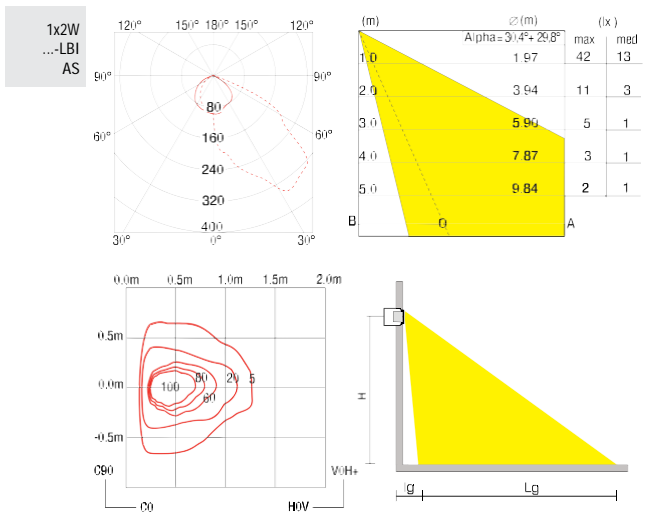 1x2W
...-LBI
AS
120° 150° 180° 150° 120°
90° 90°
80
60° 160 60°
240
320
400
30° 0° 30°
(m) ⌀(m) (lx)
Alpha=30,4°+29,8° max med
1.0 1.97 42 13
2.0 3.94 11 3
3.0 5.90 5 1
4.0 7.87 3 1
5.0 9.84 2 1
B 0 A
0.0m 0.5m 1.0m 1.5m 2.0m
0.5m
0.0m 100 80 60 20 5
-0.5m
C90 V0H+
C0 H0V
H
lg Lg